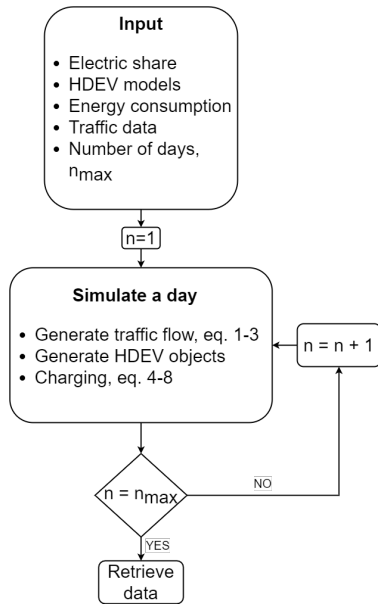 Input
• Electric share
• HDEV models
• Energy consumption
• Traffic data
• Number of days,
nmax
n=1
Simulate a day
• Generate traffic flow, eq. 1-3
• Generate HDEV objects
• Charging, eq. 4-8
n = n + 1
n = nmax
NO
YES
Retrieve
data